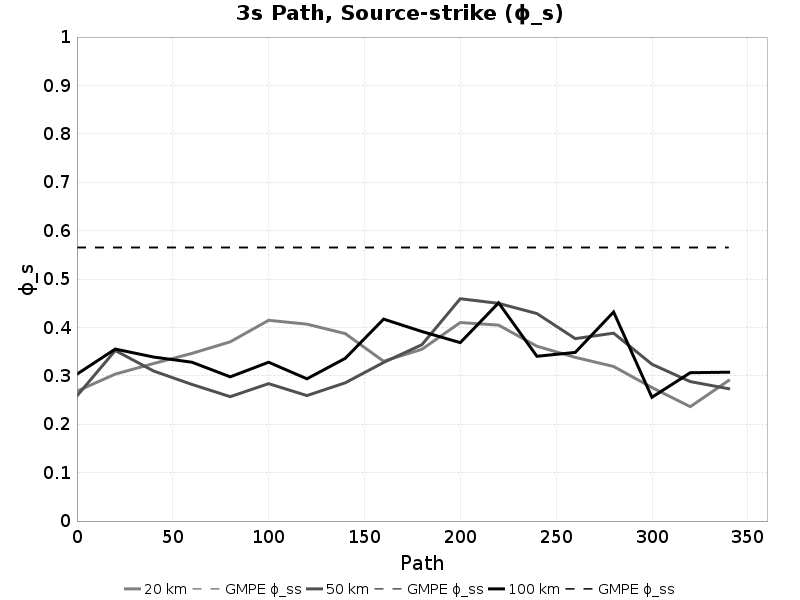 3s Path, Source-strike (ϕ_s)
1
0.9
0.8
0.7
0.6
0.5
0.4
0.3
0.2
0.1
0
ϕ_s
0 50 100 150 200 250 300 350
Path
20 km GMPE ϕ_ss 50 km GMPE ϕ_ss 100 km GMPE ϕ_ss